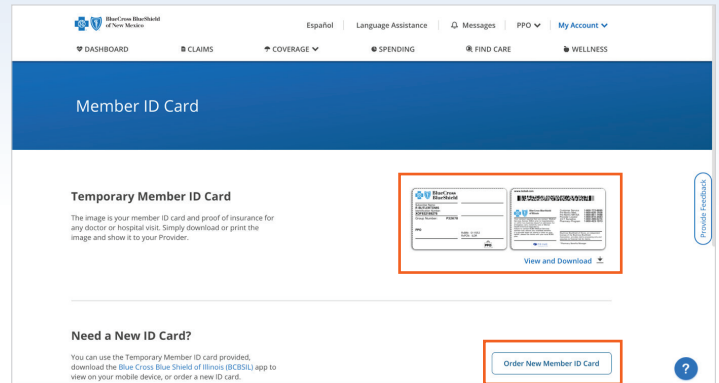 BlueCross BlueShield
of New Mexico
Español
Language Assistance
Messages
PPO
My Account
DASHBOARD
CLAIMS
COVERAGE
SPENDING
FIND CARE
WELLNESS
Member ID Card
Temporary Member ID Card
The image is your member ID card and proof of insurance for
any doctor or hospital visit. Simply download or print the
image and show it to your Provider.
BlueCross
BlueShield
Group Number
PPO
View and Download
Provide Feedback
Need a New ID Card?
You can use the Temporary Member ID card provided,
download the Blue Cross Blue Shield of Illinois (BCBSIL) app to
view on your mobile device, or order a new ID card.
Order New Member ID Card
?